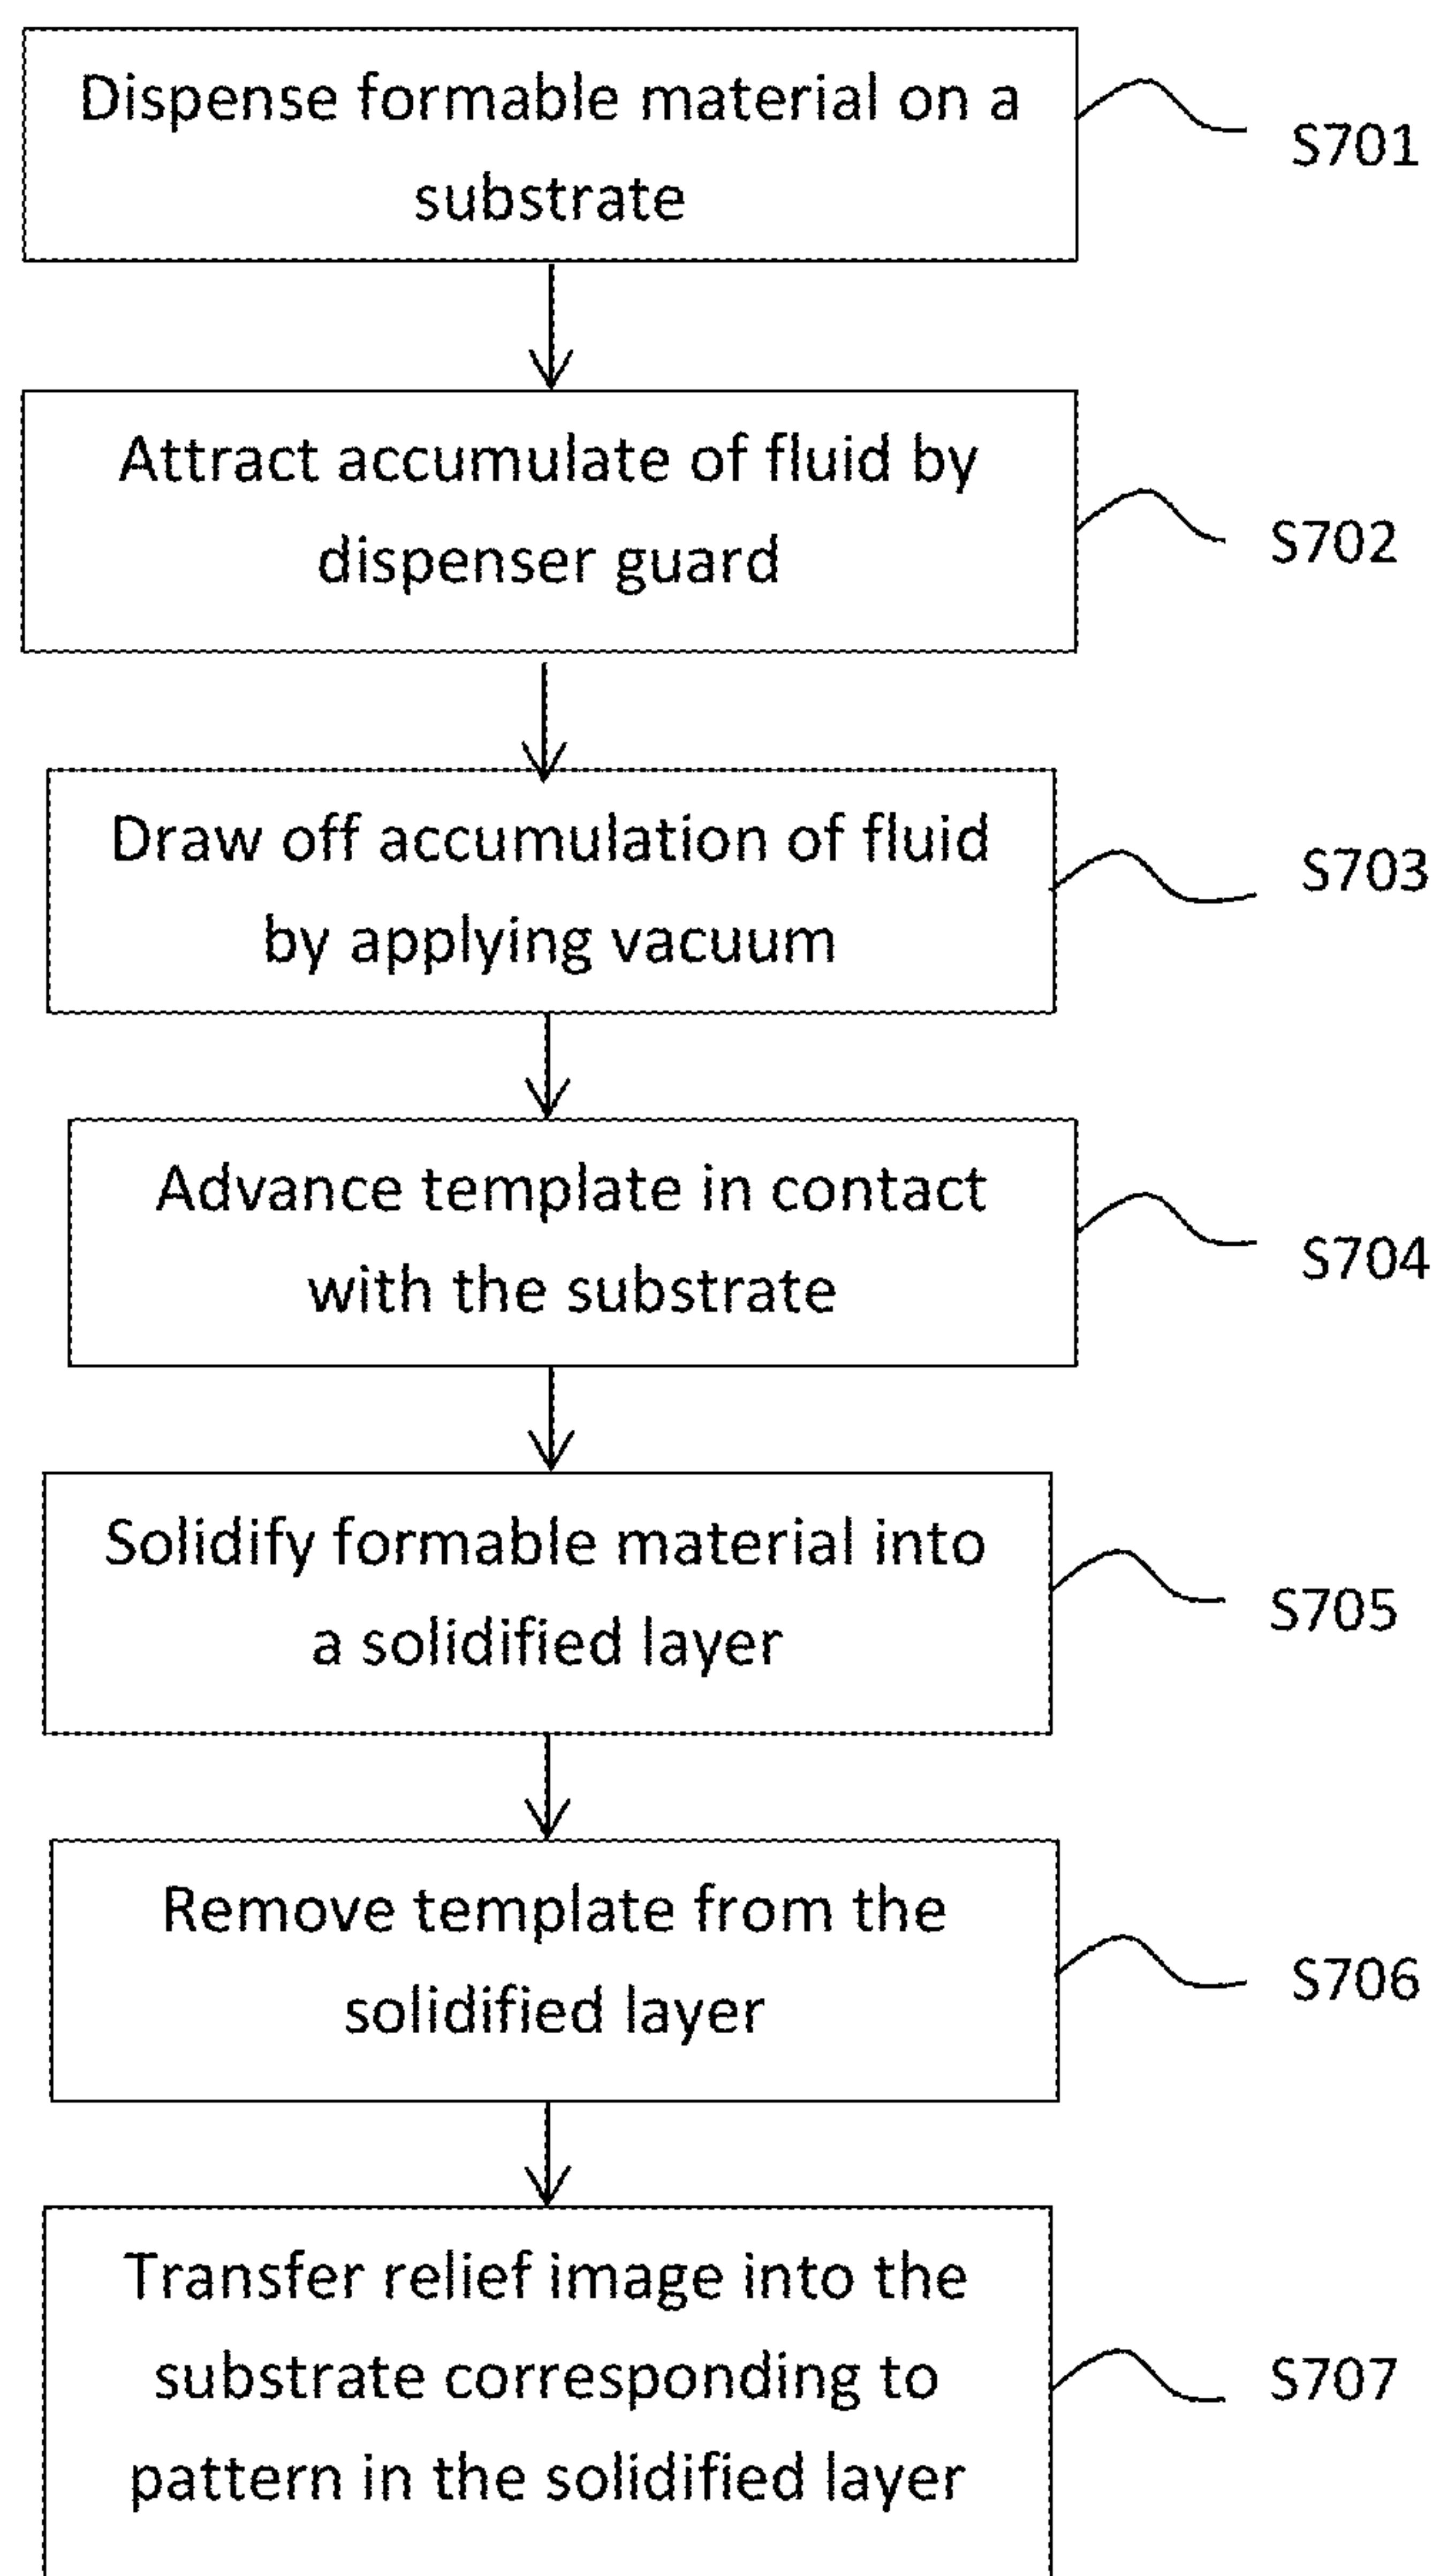 Dispense formable material on a
substrate
S701
Attract accumulate of fluid by
dispenser guard
S702
Draw off accumulation of fluid
by applying vacuum
S703
Advance template in contact
with the substrate
S704
Solidify formable material into
a solidified layer
S705
Remove template from the
solidified layer
S706
Transfer relief image into the
substrate corresponding to
pattern in the solidified layer
S707